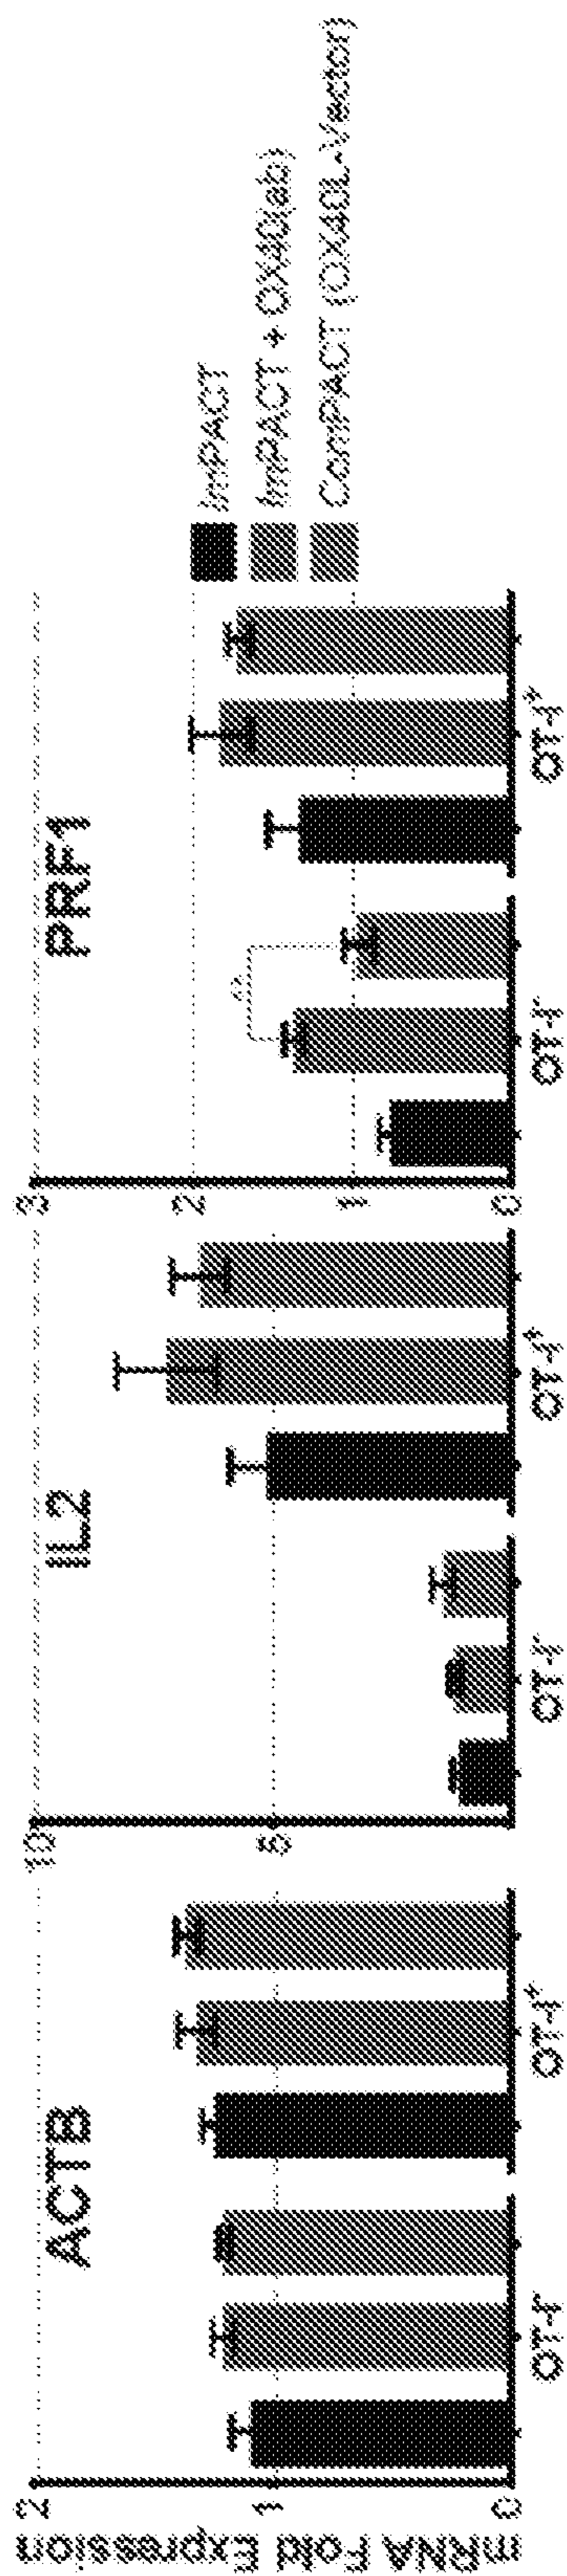 mRNA Fold Expression
ACTB
2
1
0
OT-I-
OT-I+
IL2
10
5
OT-I-
OT-I+
PRF1
3
2
1
0
OT-I-
OT-I+
ImPACT
ImPACT + OX40(ab)
ComPACT (OX40L-Vector)